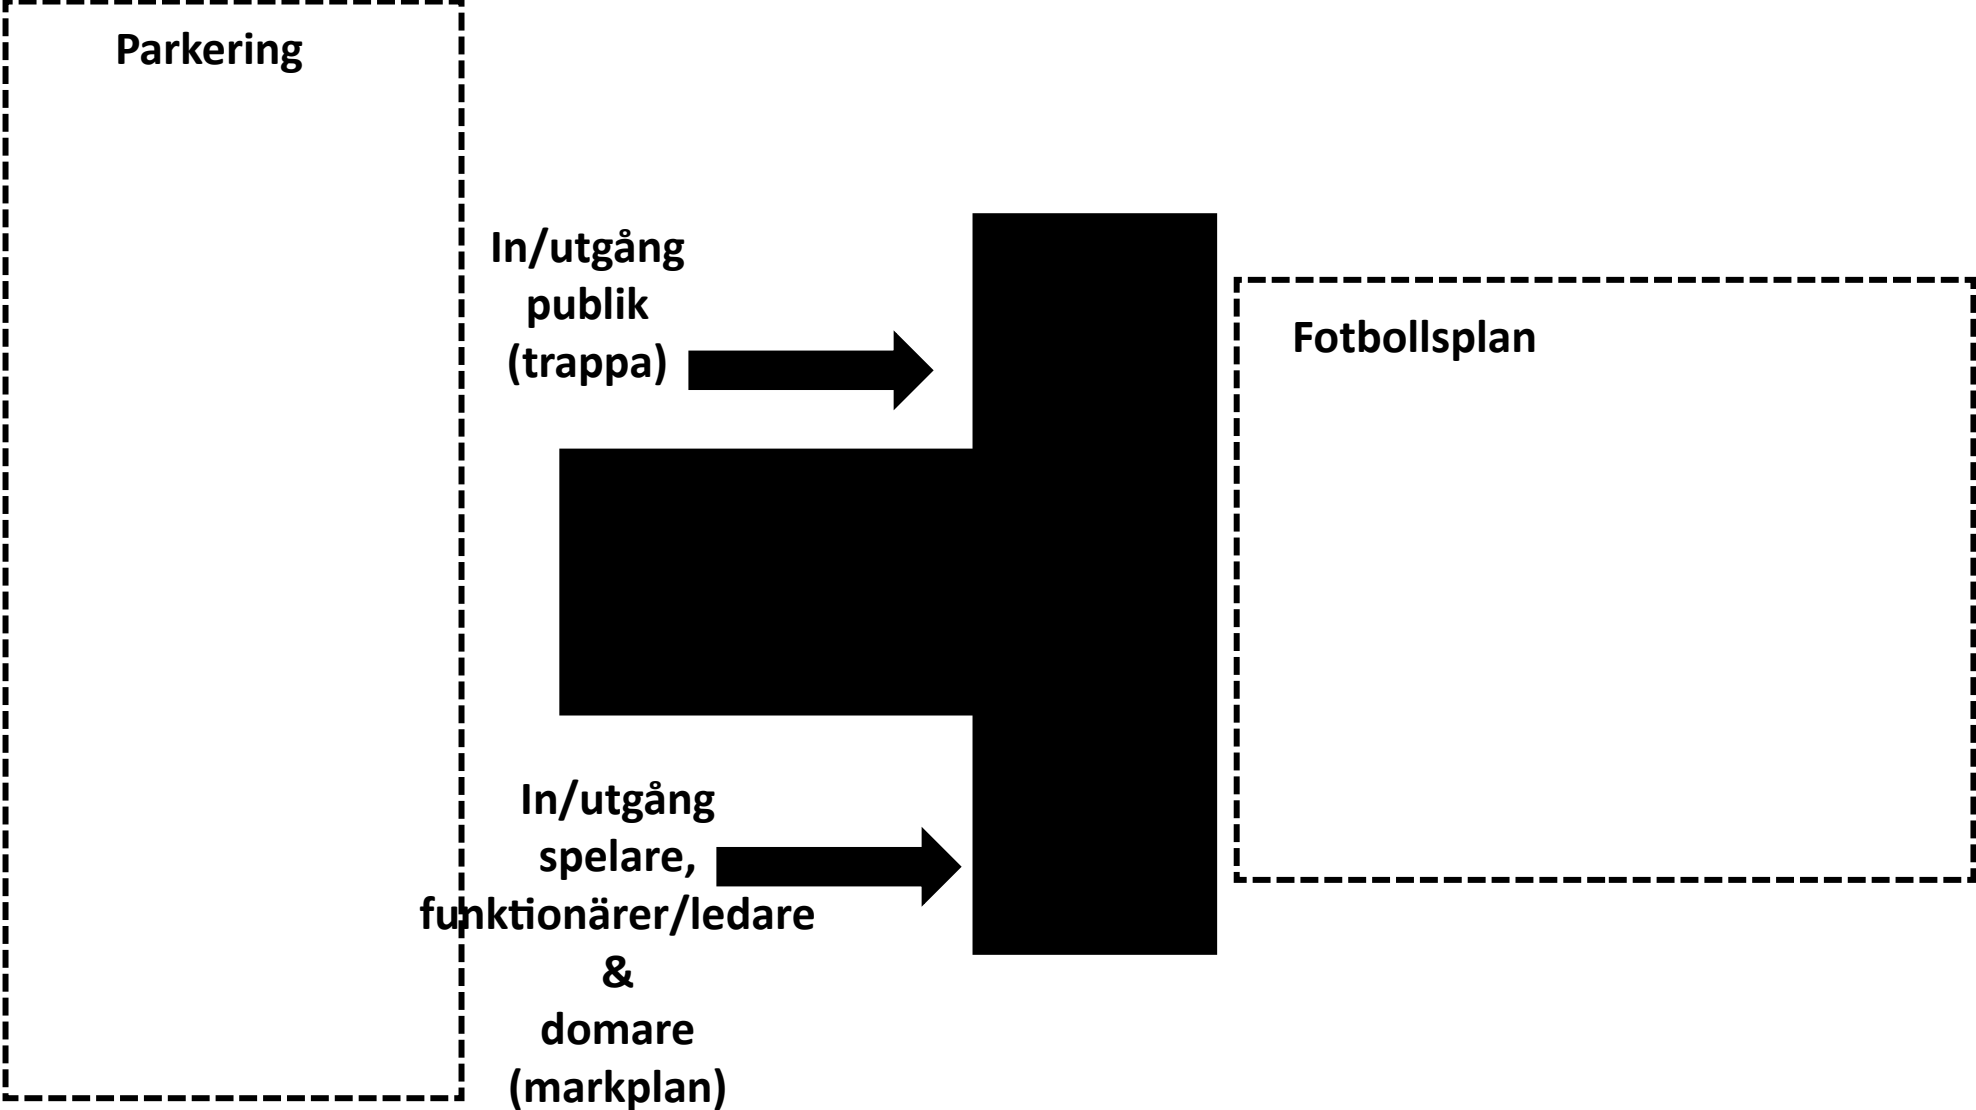 Parkering
In/utgång
publik
(trappa)
Fotbollsplan
In/utgång
spelare,
funktionärer/ledare
&
domare
(markplan)